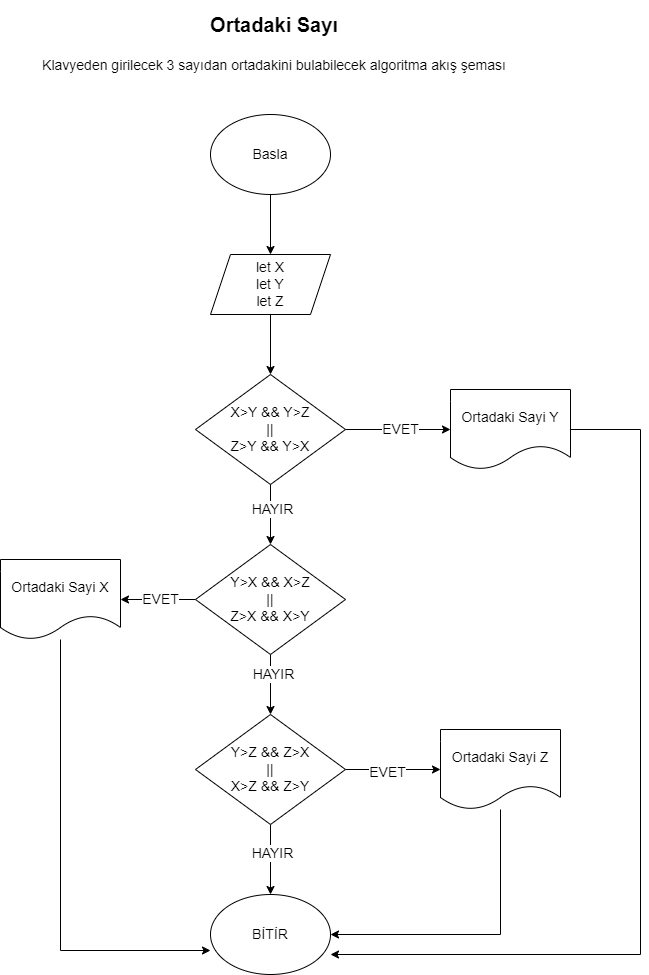 Ortadaki Sayı
Klavyeden girilecek 3 sayıdan ortadakini bulabilecek algoritma akış şeması
Basla
let X
let Y
let Z
X>Y && Y>Z
||
Z>Y && Y>X
EVET
Ortadaki Sayi Y
HAYIR
Ortadaki Sayi X
EVET
Y>X && X>Z
||
Z>X && X>Y
HAYIR
Y>Z && Z>X
||
X>Z && Z>Y
EVET
Ortadaki Sayi Z
HAYIR
BİTİR